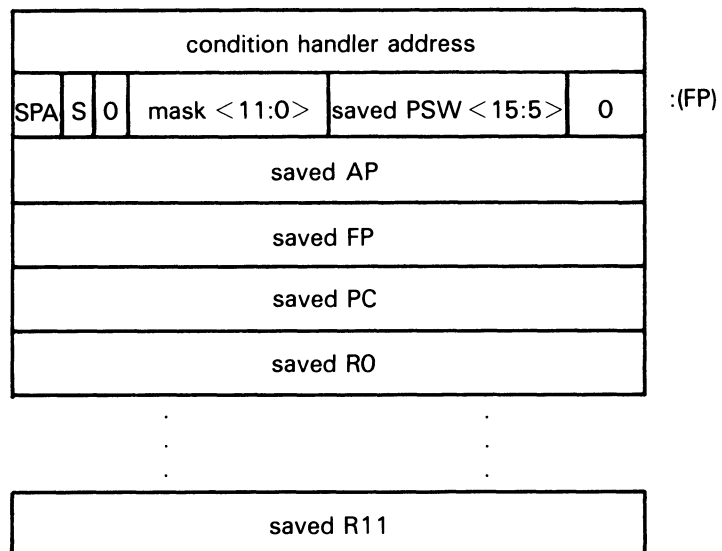 condition handler address
SPA S 0 mask <11:0> saved PSW <15:5> 0 :(FP)
saved AP
saved FP
saved PC
saved R0
saved R11